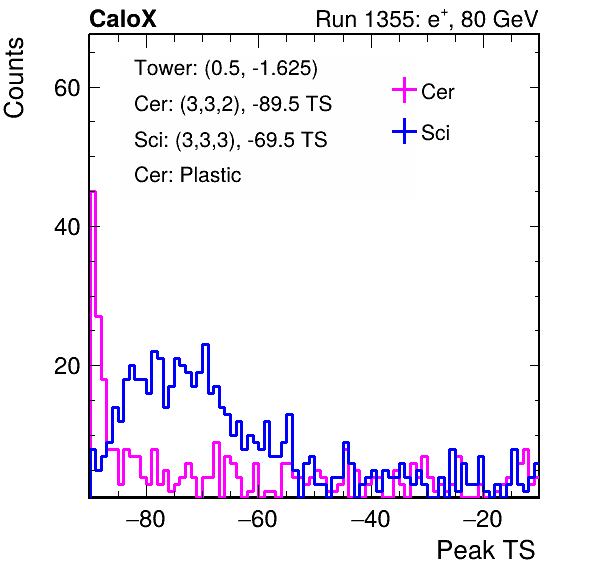 CaloX
Run 1355: e+, 80 GeV
Counts
Tower: (0.5, -1.625)
Cer: (3,3,2), -89.5 TS
Sci: (3,3,3), -69.5 TS
Cer: Plastic
Cer
Sci
60
40
20
−80
−60
−40
−20
Peak TS